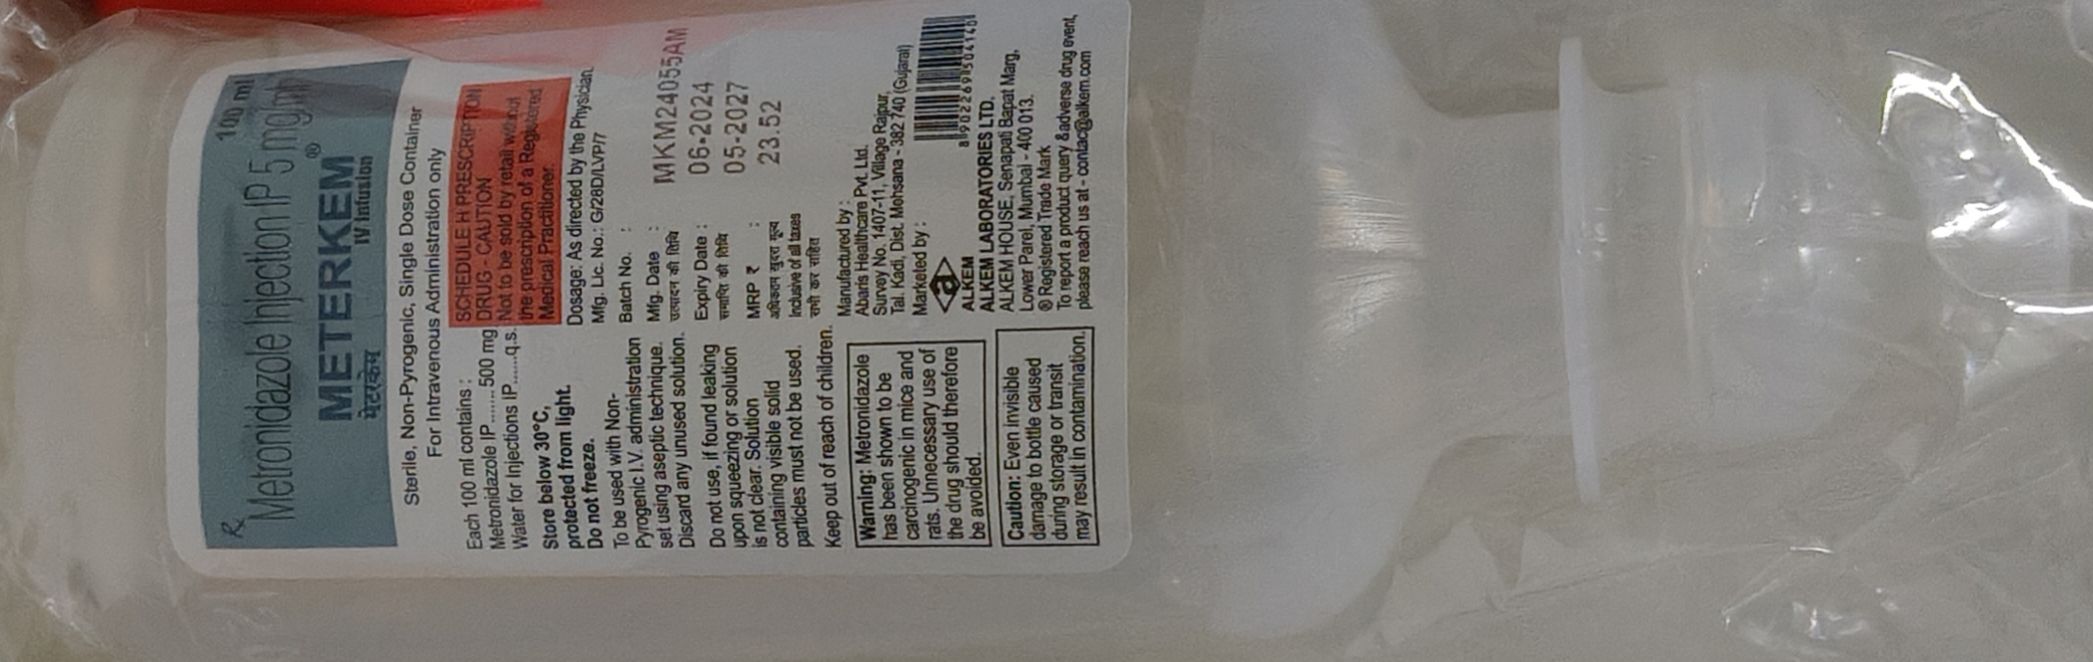 Rx
100 ml
Metronidazole Injection IP 5 mg/ml
METERKEM®
मेटरकेम
IV Infusion
Sterile, Non-Pyrogenic, Single Dose Container
For Intravenous Administration only
Each 100 ml contains :
Metronidazole IP........ 500 mg
Water for Injections IP.......q.s.
Store below 30°C,
protected from light.
Do not freeze.
To be used with Non-
Pyrogenic I.V. administration
set using aseptic technique.
Discard any unused solution.
Do not use, if found leaking
upon squeezing or solution
is not clear. Solution
containing visible solid
particles must not be used.
Keep out of reach of children.
Warning: Metronidazole
has been shown to be
carcinogenic in mice and
rats. Unnecessary use of
the drug should therefore
be avoided.
Caution: Even invisible
damage to bottle caused
during storage or transit
may result in contamination.
SCHEDULE H PRESCRIPTION
DRUG - CAUTION
Not to be sold by retail without
the prescription of a Registered
Medical Practitioner.
Dosage: As directed by the Physician.
Mfg. Lic. No.: G/28D/LVP/7
Batch No. : MKM24055AM
Mfg. Date : 06-2024
उत्पादन की तिथि
Expiry Date : 05-2027
समाप्ति की तिथि
MRP ₹ : 23.52
अधिकतम खुदरा मूल्य
Inclusive of all taxes
सभी कर सहित
Manufactured by :
Abaris Healthcare Pvt. Ltd.
Survey No. 1407-11, Village Rajpur,
Tal. Kadi, Dist. Mehsana - 382 740 (Gujarat)
Marketed by :
a
ALKEM
8902269504140
ALKEM LABORATORIES LTD.
ALKEM HOUSE, Senapati Bapat Marg,
Lower Parel, Mumbai - 400 013.
® Registered Trade Mark
To report a product query &adverse drug event,
please reach us at - contact@alkem.com